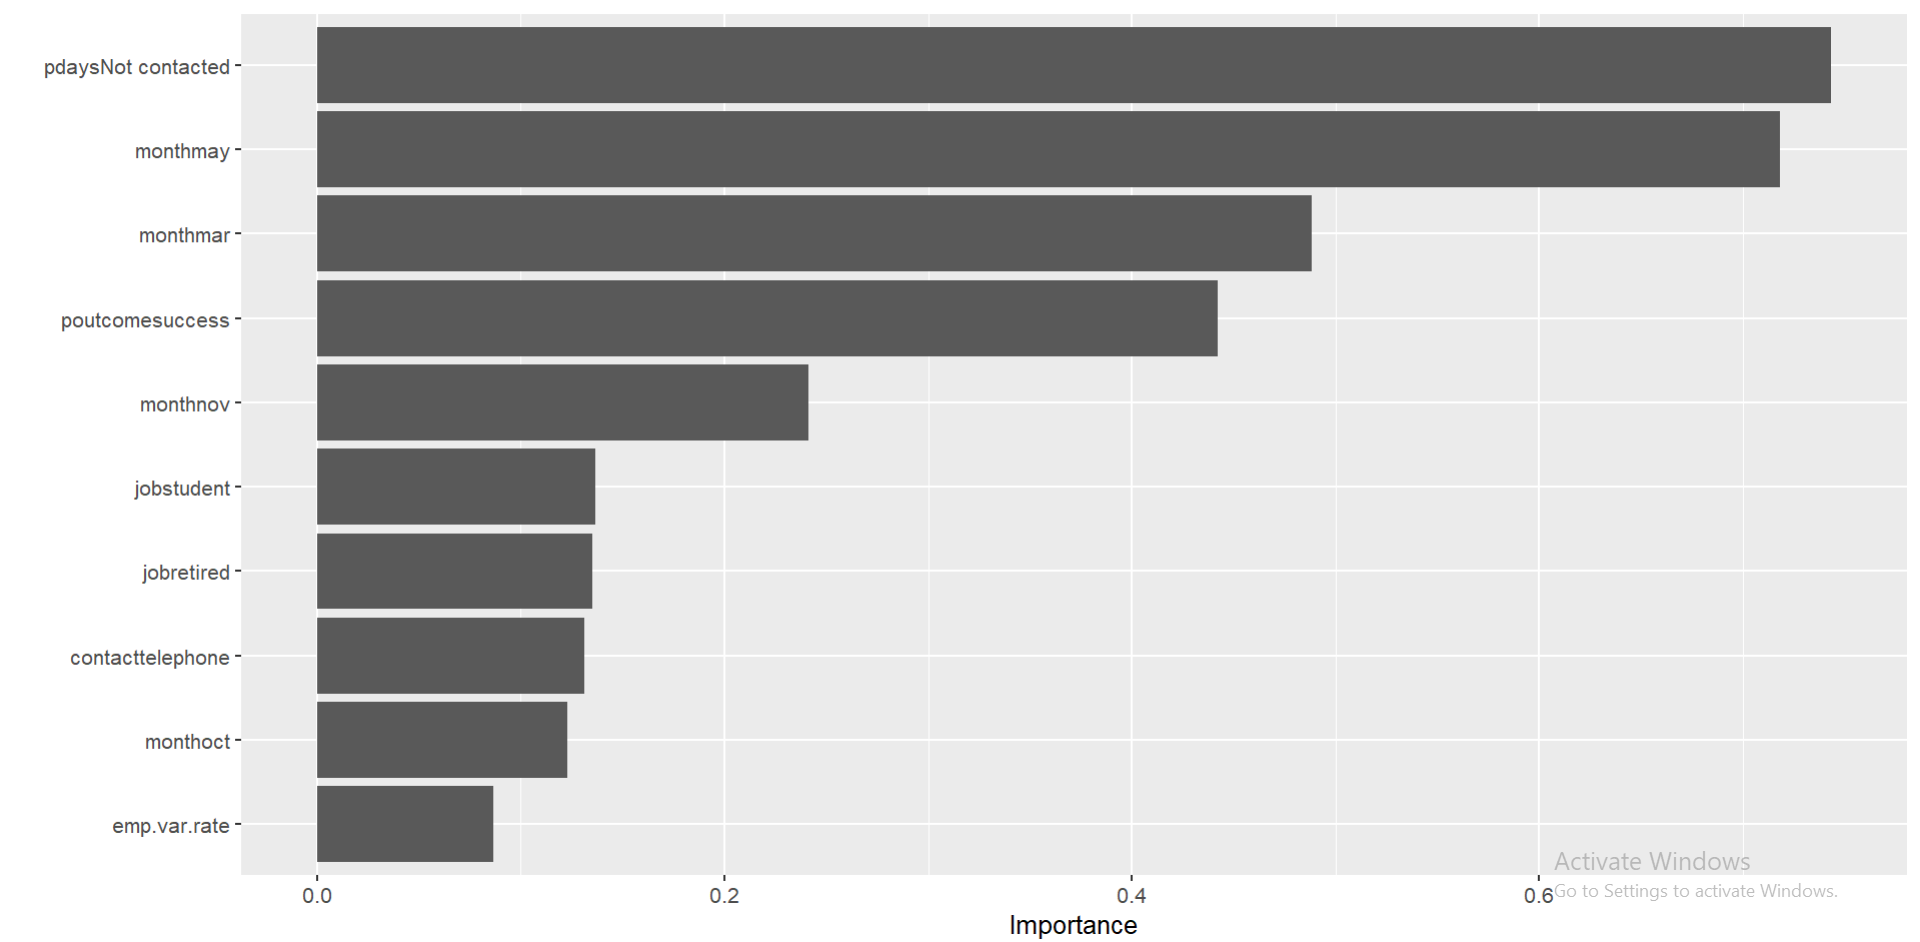 pdaysNot contacted
monthmay
monthmar
poutcomesuccess
monthnov
jobstudent
jobretired
contacttelephone
monthoct
emp.var.rate
0.0 0.2 0.4 0.6
Importance
Activate Windows
Go to Settings to activate Windows.